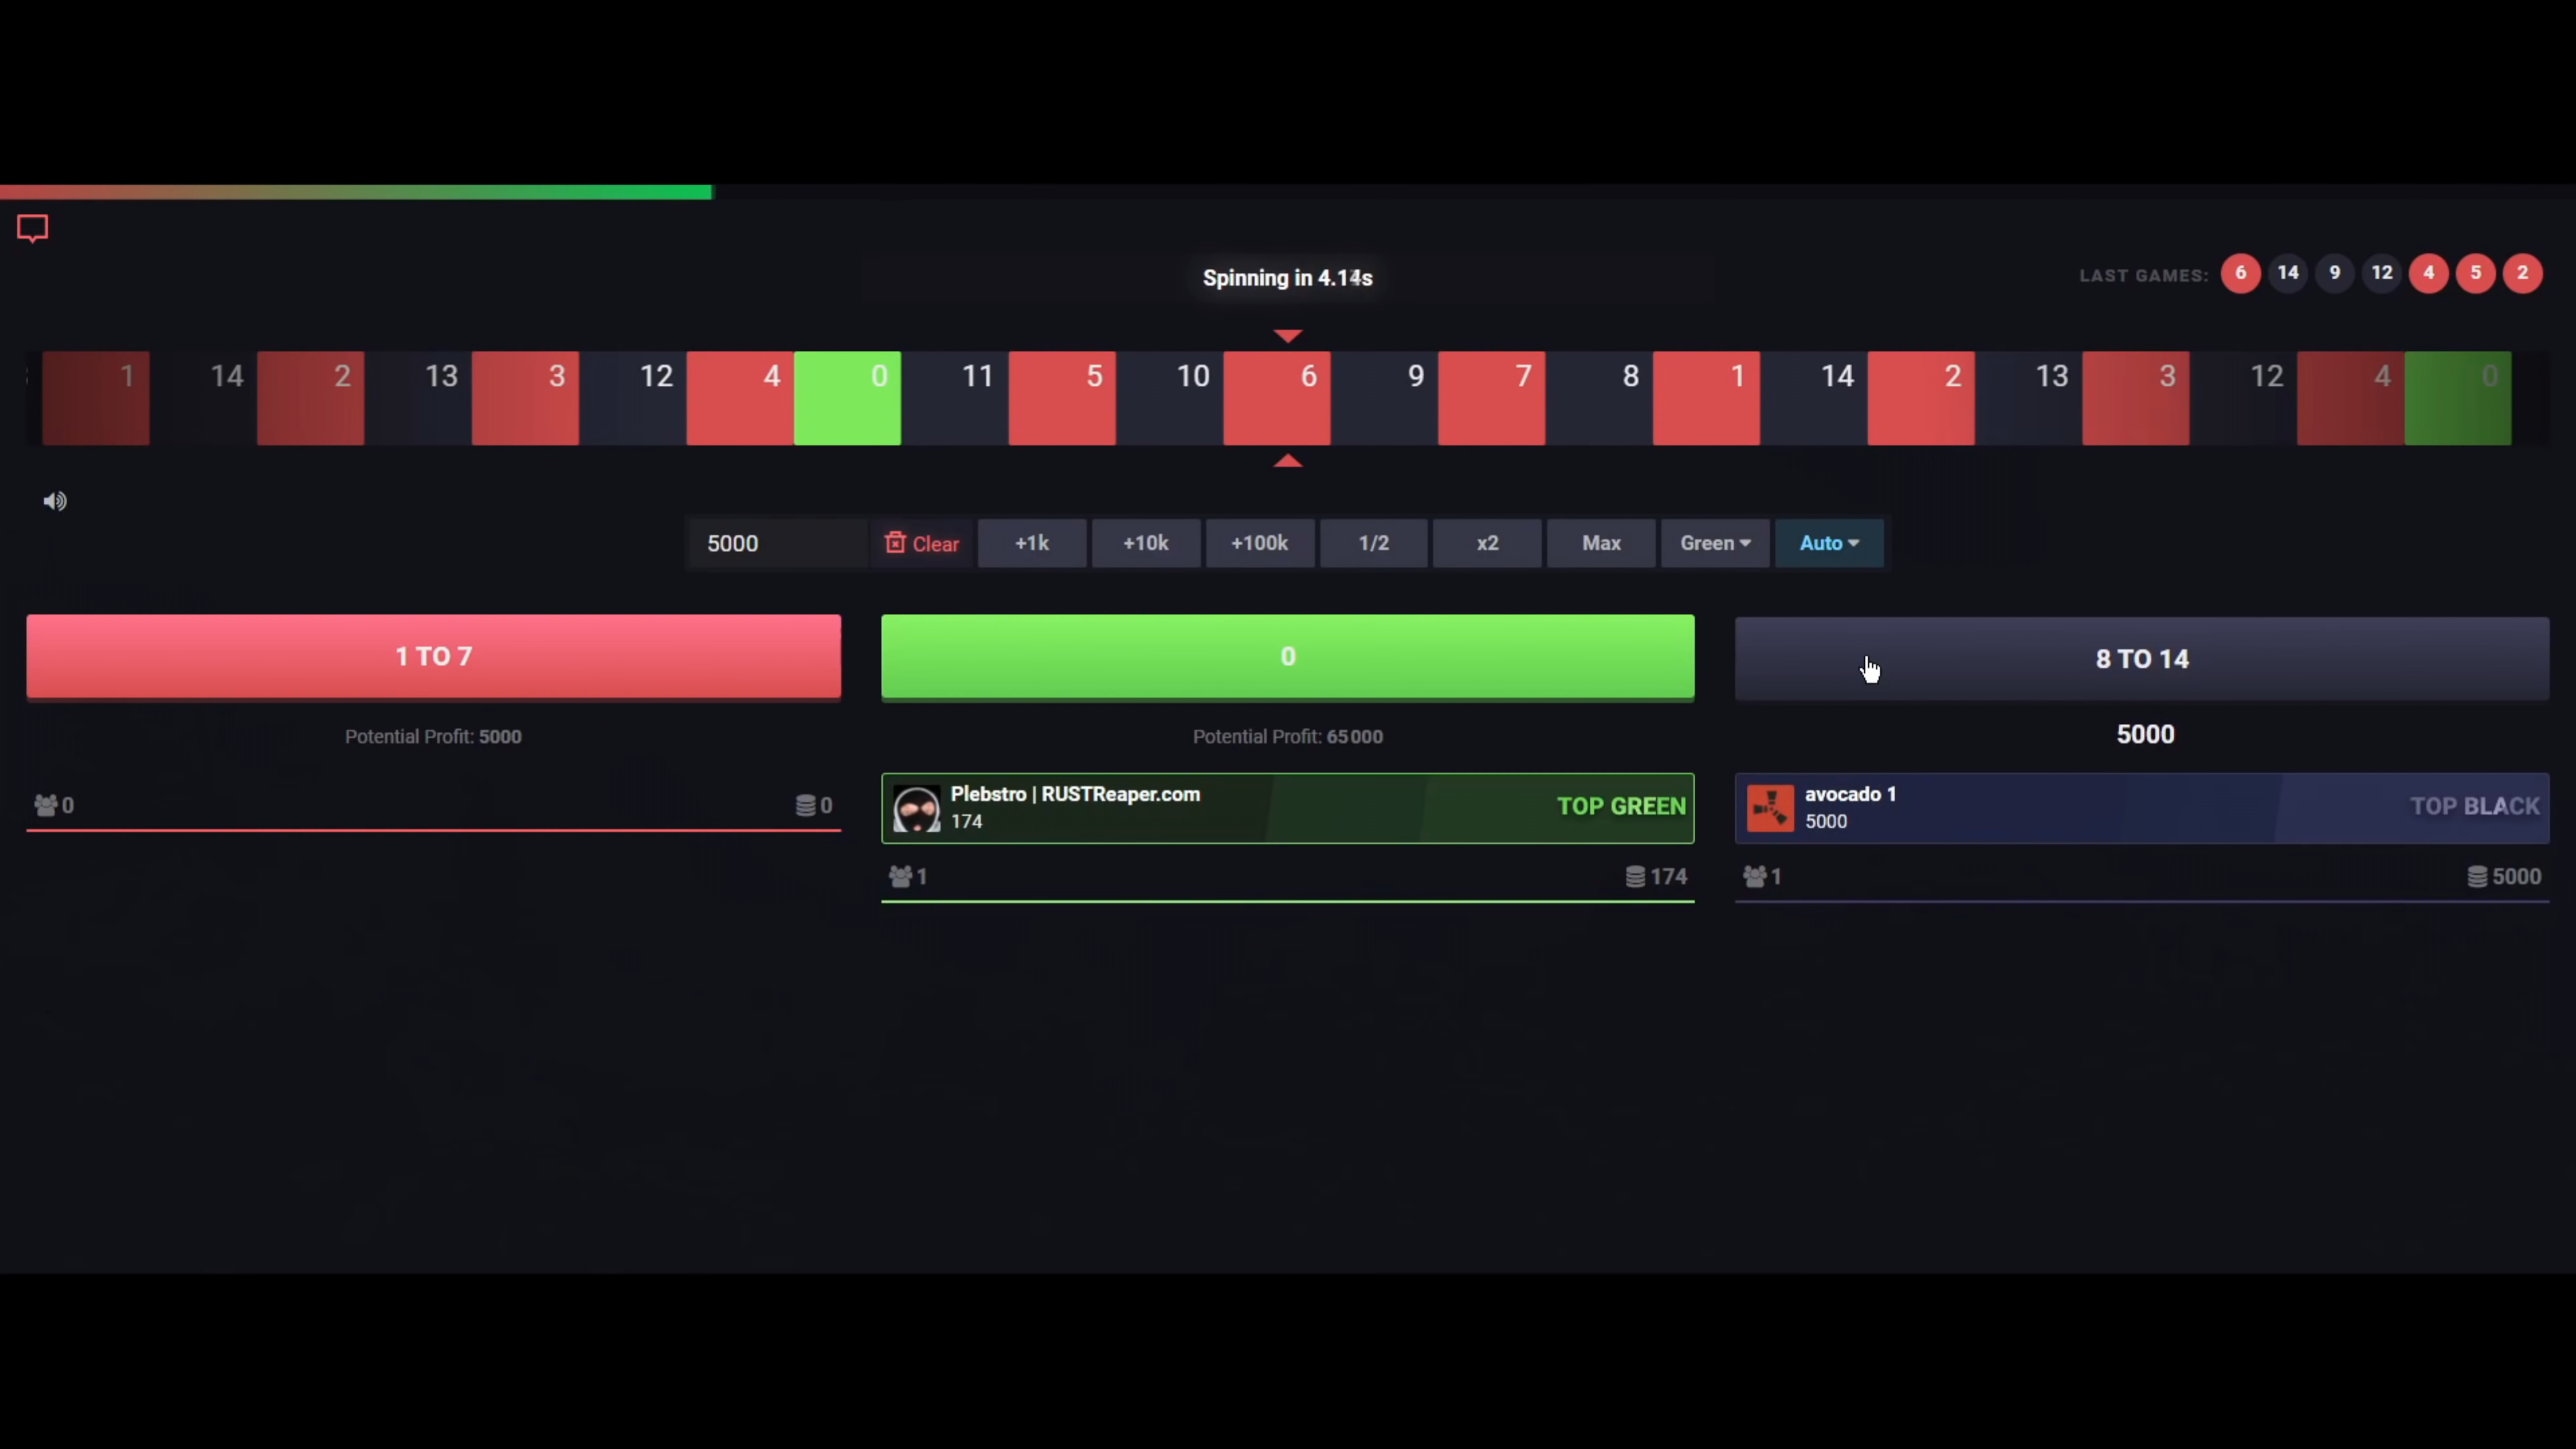 Spinning in 4.14s
LAST GAMES: 6 14 9 12 4 5 2
1 14 2 13 3 12 4 0 11 5 10 6 9 7 8 1 14 2 13 3 12 4 0
5000 Clear +1k +10k +100k 1/2 x2 Max Green Auto
1 TO 7
0
8 TO 14
Potential Profit: 5000
Potential Profit: 65000
5000
0 0
Plebstro | RUSTReaper.com
174
TOP GREEN
1 174
avocado 1
5000
TOP BLACK
1 5000